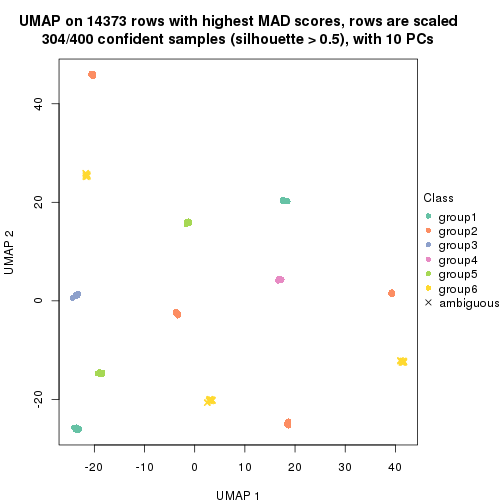 UMAP on 14373 rows with highest MAD scores, rows are scaled
304/400 confident samples (silhouette > 0.5), with 10 PCs
40
20
0
-20
UMAP 2
-20
-10
0
10
20
30
40
UMAP 1
Class
group1
group2
group3
group4
group5
group6
ambiguous